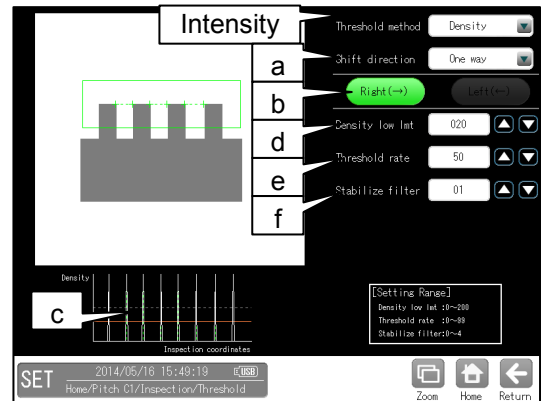 Intensity
Threshold method Density
a
Shift direction One way
b
Right(→) Left(←)
d
Density low lmt 020
e
Threshold rate 50
f
Stabilize filter 01
Density
c
Inspection coordinates
[Setting Range]
Density low lmt :0~200
Threshold rate :0~99
Stabilize filter:0~4
SET
2014/05/16 15:49:19 USB
Home/Pitch C1/Inspection/Threshold
Zoom Home Return